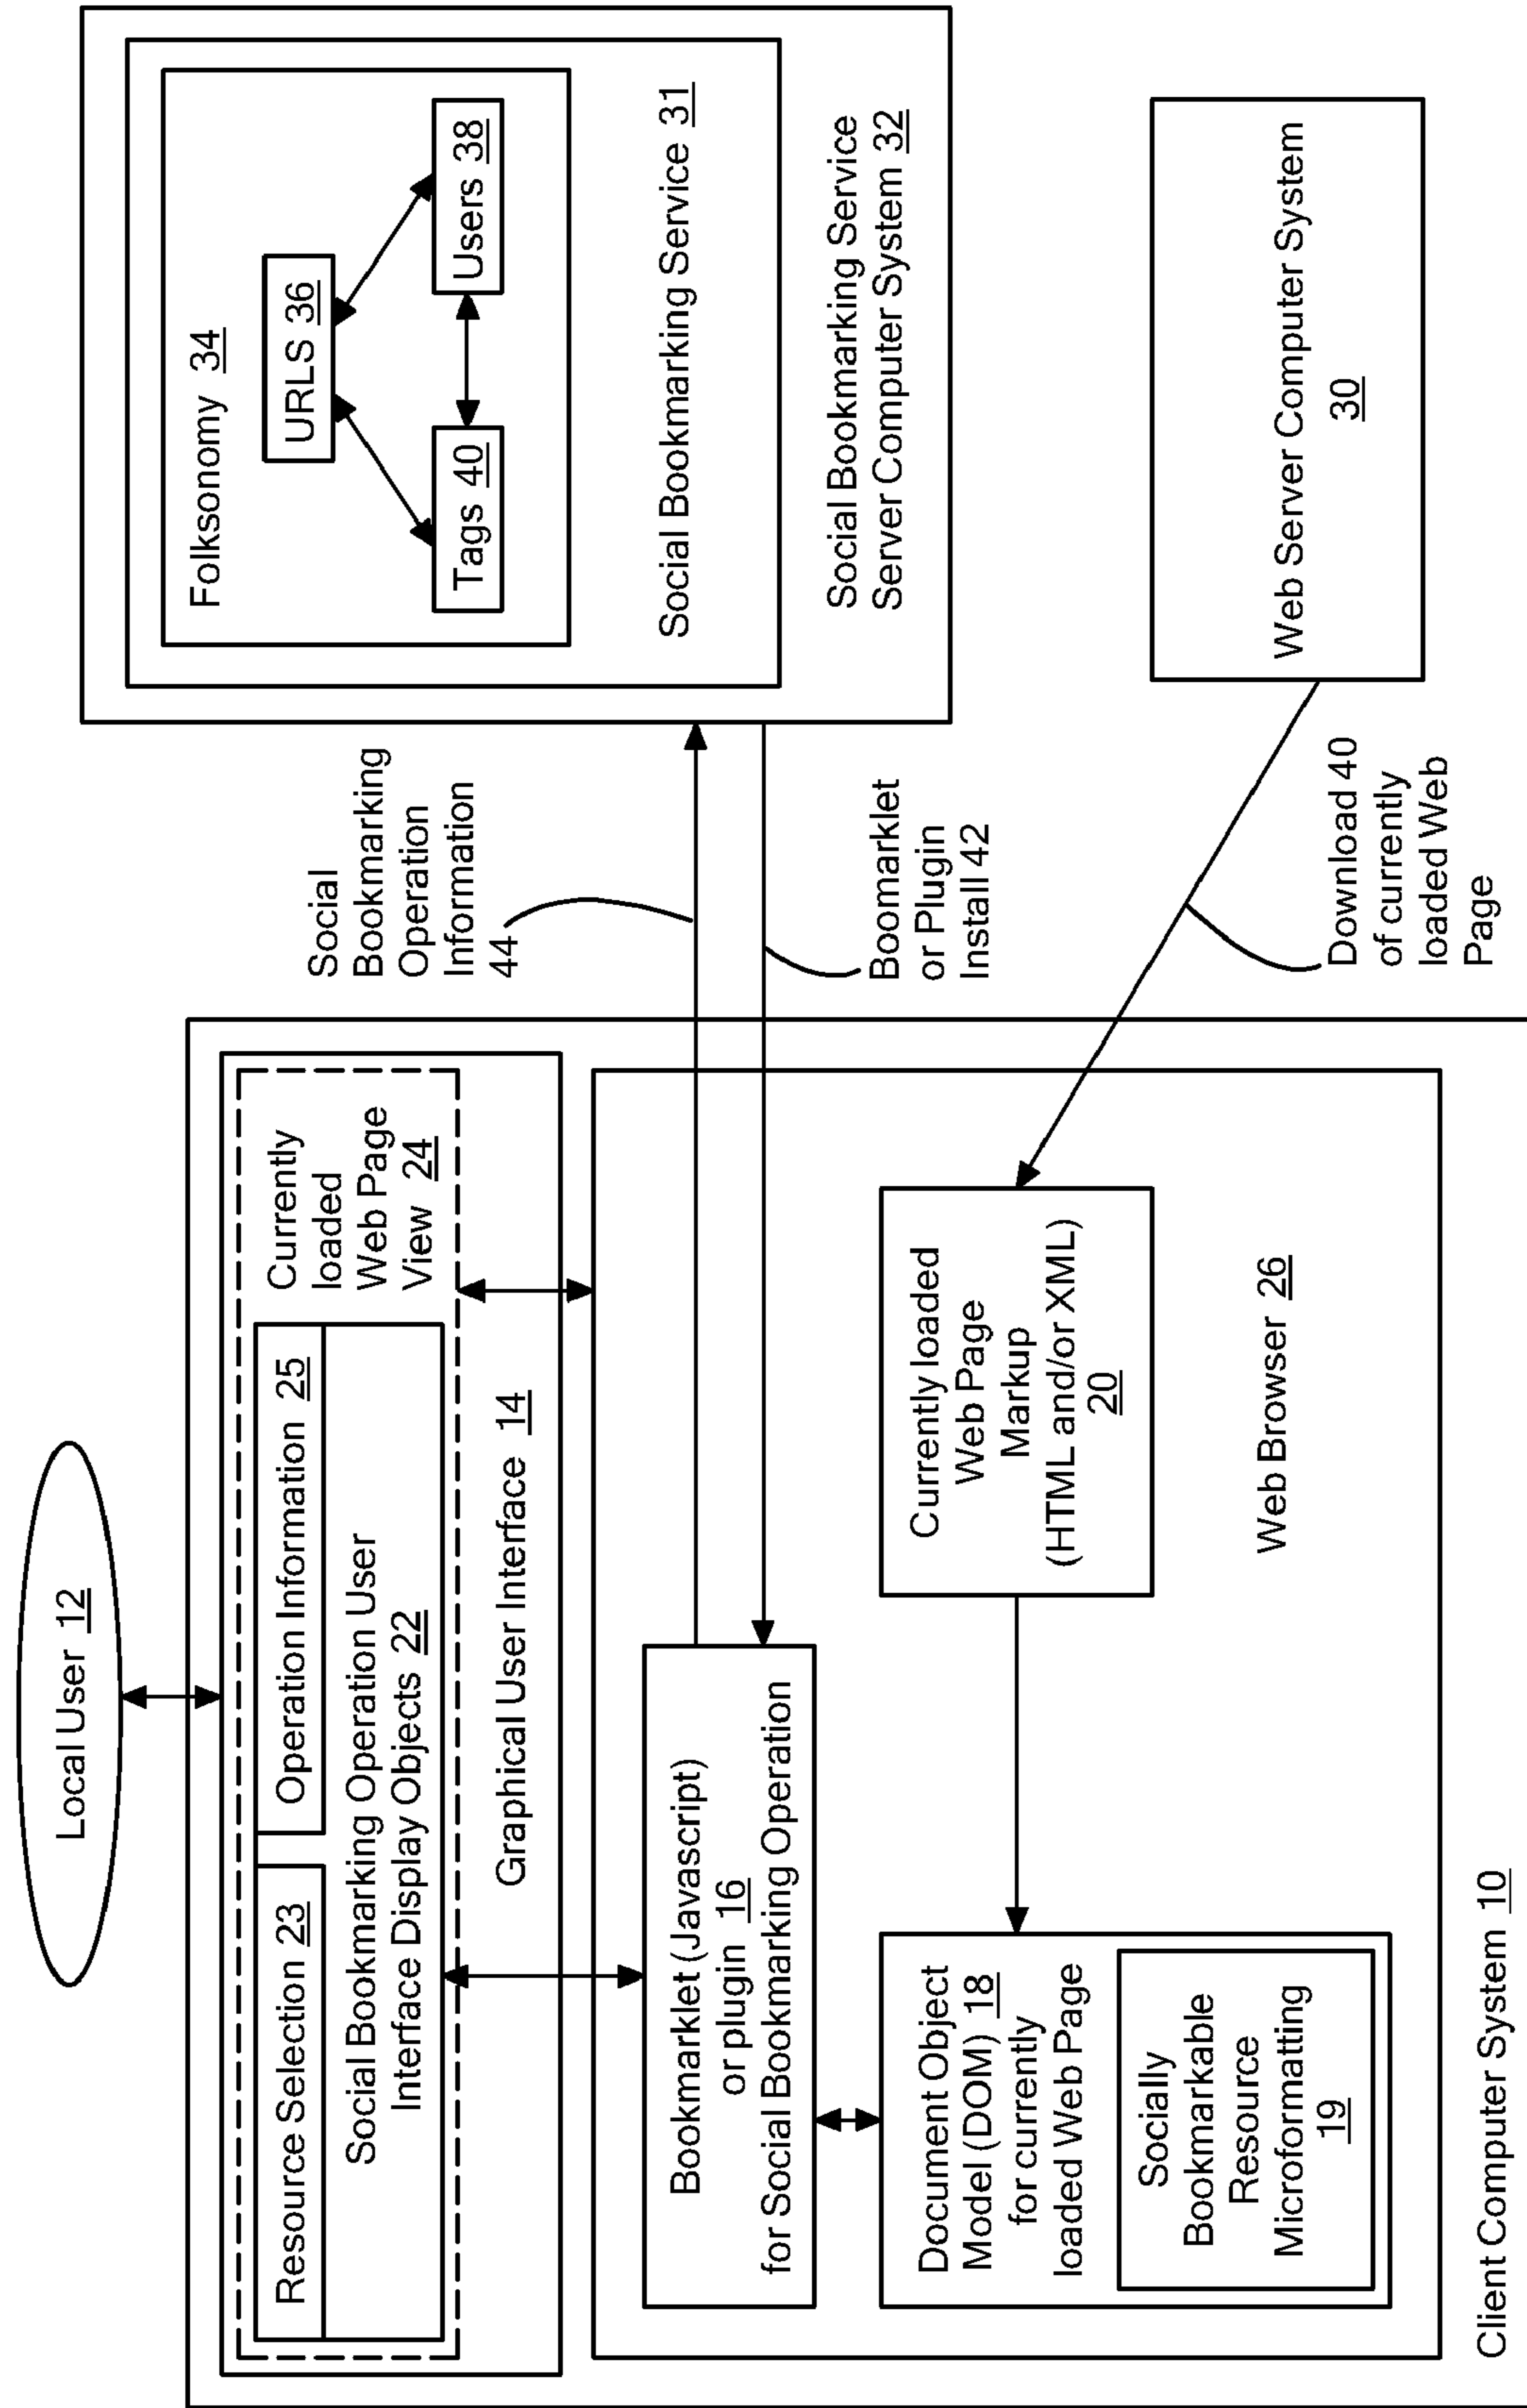 Local User 12
Resource Selection 23
Operation Information 25
Social Bookmarking Operation User
Interface Display Objects 22
Currently
loaded
Web Page
View 24
Graphical User Interface 14
Bookmarklet (Javascript)
or plugin 16
for Social Bookmarking Operation
Document Object
Model (DOM) 18
for currently
loaded Web Page
Socially
Bookmarkable
Resource
Microformatting
19
Currently loaded
Web Page
Markup
(HTML and/or XML)
20
Web Browser 26
Client Computer System 10
Social
Bookmarking
Operation
Information
44
Boomarklet
or Plugin
Install 42
Download 40
of currently
loaded Web
Page
Folksonomy 34
URLS 36
Tags 40
Users 38
Social Bookmarking Service 31
Social Bookmarking Service
Server Computer System 32
Web Server Computer System
30